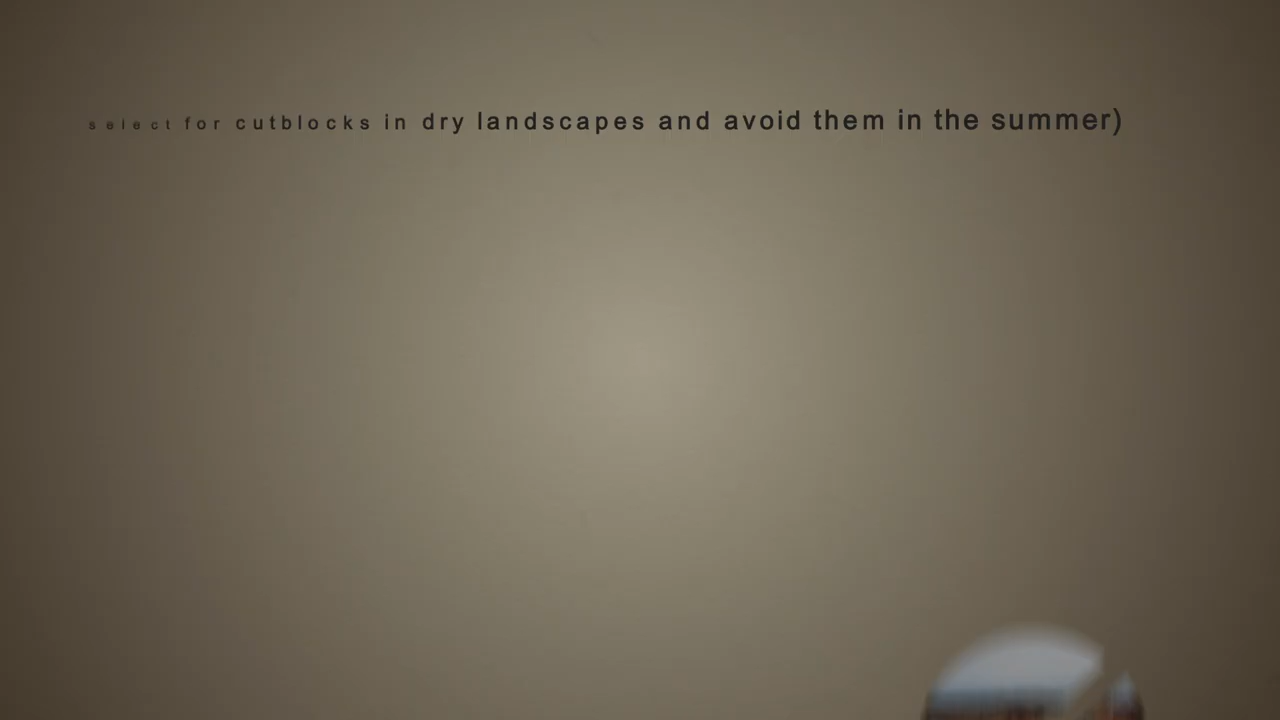 select for cutblocks in dry landscapes and avoid them in the summer)